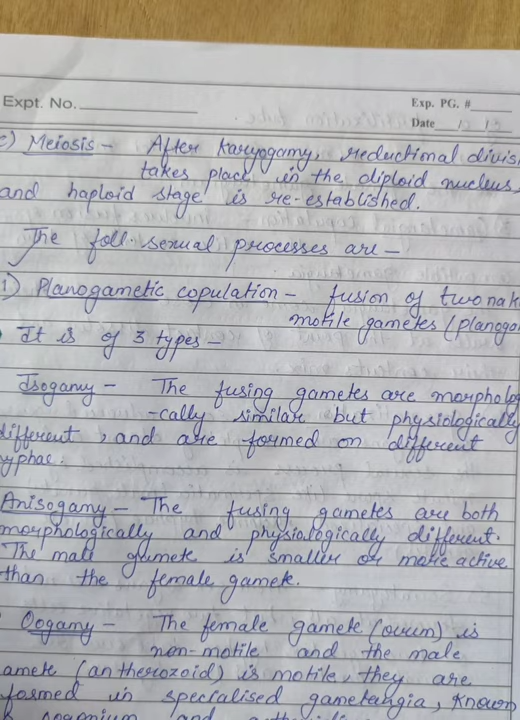 Expt. No.
Exp. PG. #
Date
c) Meiosis - After Karyogamy, reductional divis
takes place in the diploid nucleus,
and haploid stage is re-established.
The foll. sexual processes are -
1) Planogametic copulation - fusion of two nak
motile gametes (planoga
It is of 3 types -
Isogamy - The fusing gametes are morpholog
-cally similar but physiologically
different, and are formed on different
yphae.
Anisogamy - The fusing gametes are both
morphologically and physiologically different.
The male gamete is smaller or more active
than the female gamete.
Oogamy - The female gamete (ovum) is
non-motile and the male
amete (antherozoid) is motile, they are
formed in specialised gametangia, known
and